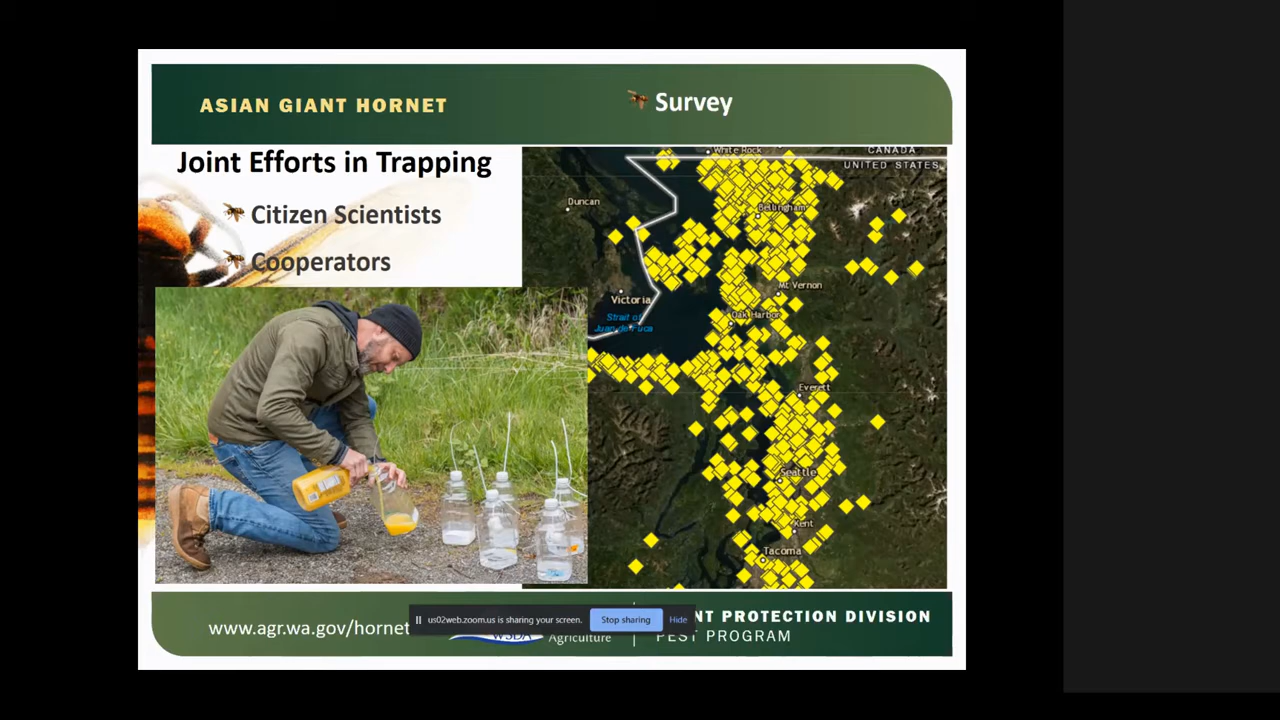 ASIAN GIANT HORNET
Survey
Joint Efforts in Trapping
Citizen Scientists
Cooperators
White Rock
CANADA
UNITED STATES
Duncan
Bellingham
Mt Vernon
Victoria
Oak Harbor
Strait of
Juan de Fuca
Everett
Seattle
Kent
Tacoma
www.agr.wa.gov/hornet
us02web.zoom.us is sharing your screen.
Stop sharing
Hide
WSDA
Agriculture
NT PROTECTION DIVISION
PEST PROGRAM